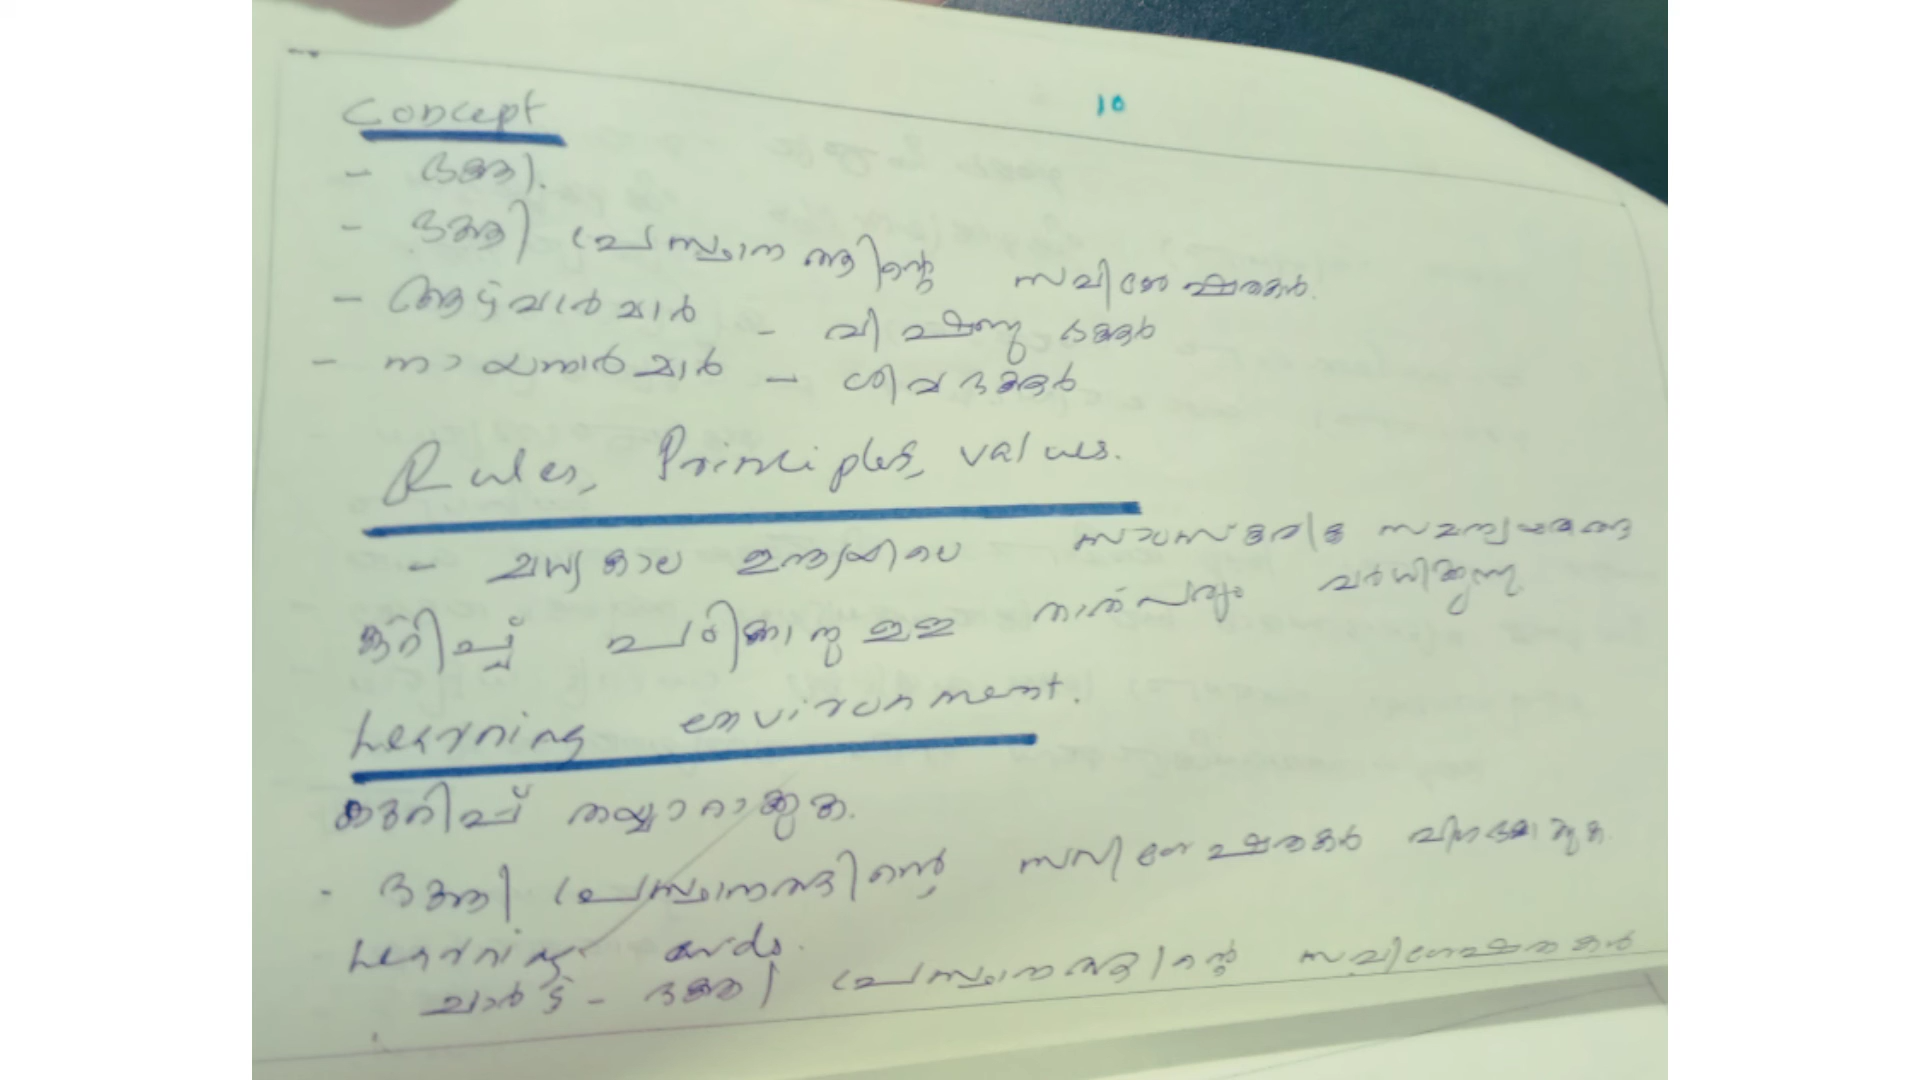 10
Concept
- ഭക്തി.
- ഭക്തി പ്രസ്ഥാനത്തിന്റെ സവിശേഷതകൾ.
- ആഴ്വാർമാർ - വിഷ്ണു ഭക്തർ
- നായനാർമാർ - ശിവഭക്തർ
Rules, Principles, values.
- മധ്യകാല ഇന്ത്യയിലെ സാംസ്കാരിക സമന്വയത്തെ
കുറിച്ച് പഠിക്കാനുള്ള താൽപര്യം വർധിക്കുന്നു
Learning environment.
കുറിപ്പ് തയ്യാറാക്കുക.
- ഭക്തി പ്രസ്ഥാനത്തിന്റെ സവിശേഷതകൾ വിശദമാക്കുക.
Learning aids.
ചാർട്ട് - ഭക്തി പ്രസ്ഥാനത്തിന്റെ സവിശേഷതകൾ